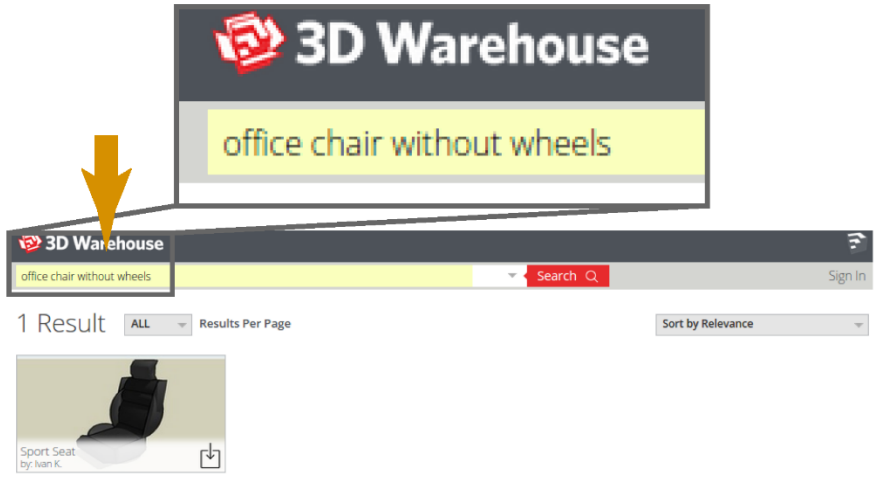 3D Warehouse
office chair without wheels
3D Warehouse
office chair without wheels
Search
Sign In
1 Result
ALL
Results Per Page
Sort by Relevance
Sport Seat
by: Ivan K.